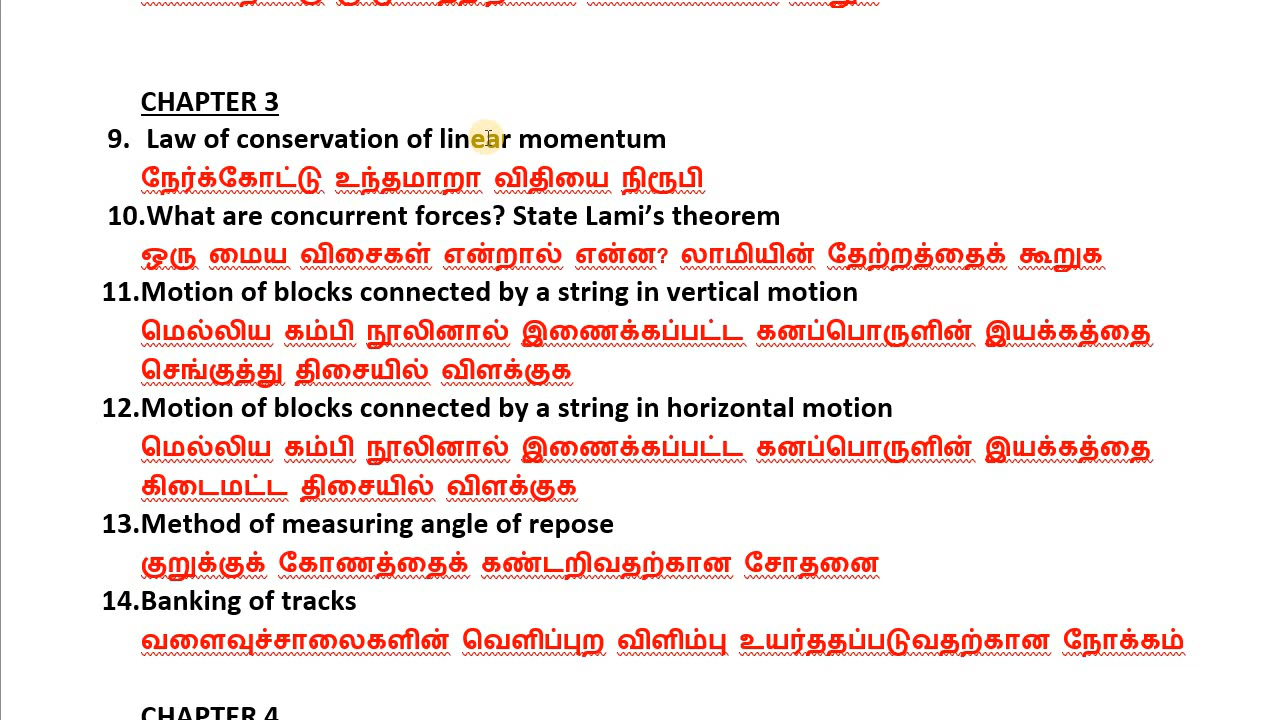 CHAPTER 3
9. Law of conservation of linear momentum
நேர்க்கோட்டு உந்தமாறா விதியை நிரூபி
10.What are concurrent forces? State Lami’s theorem
ஒரு மைய விசைகள் என்றால் என்ன? லாமியின் தேற்றத்தைக் கூறுக
11.Motion of blocks connected by a string in vertical motion
மெல்லிய கம்பி நூலினால் இணைக்கப்பட்ட கனப்பொருளின் இயக்கத்தை
செங்குத்து திசையில் விளக்குக
12.Motion of blocks connected by a string in horizontal motion
மெல்லிய கம்பி நூலினால் இணைக்கப்பட்ட கனப்பொருளின் இயக்கத்தை
கிடைமட்ட திசையில் விளக்குக
13.Method of measuring angle of repose
குறுக்குக் கோணத்தைக் கண்டறிவதற்கான சோதனை
14.Banking of tracks
வளைவுச்சாலைகளின் வெளிப்புற விளிம்பு உயர்ததப்படுவதற்கான நோக்கம்
CHAPTER 4